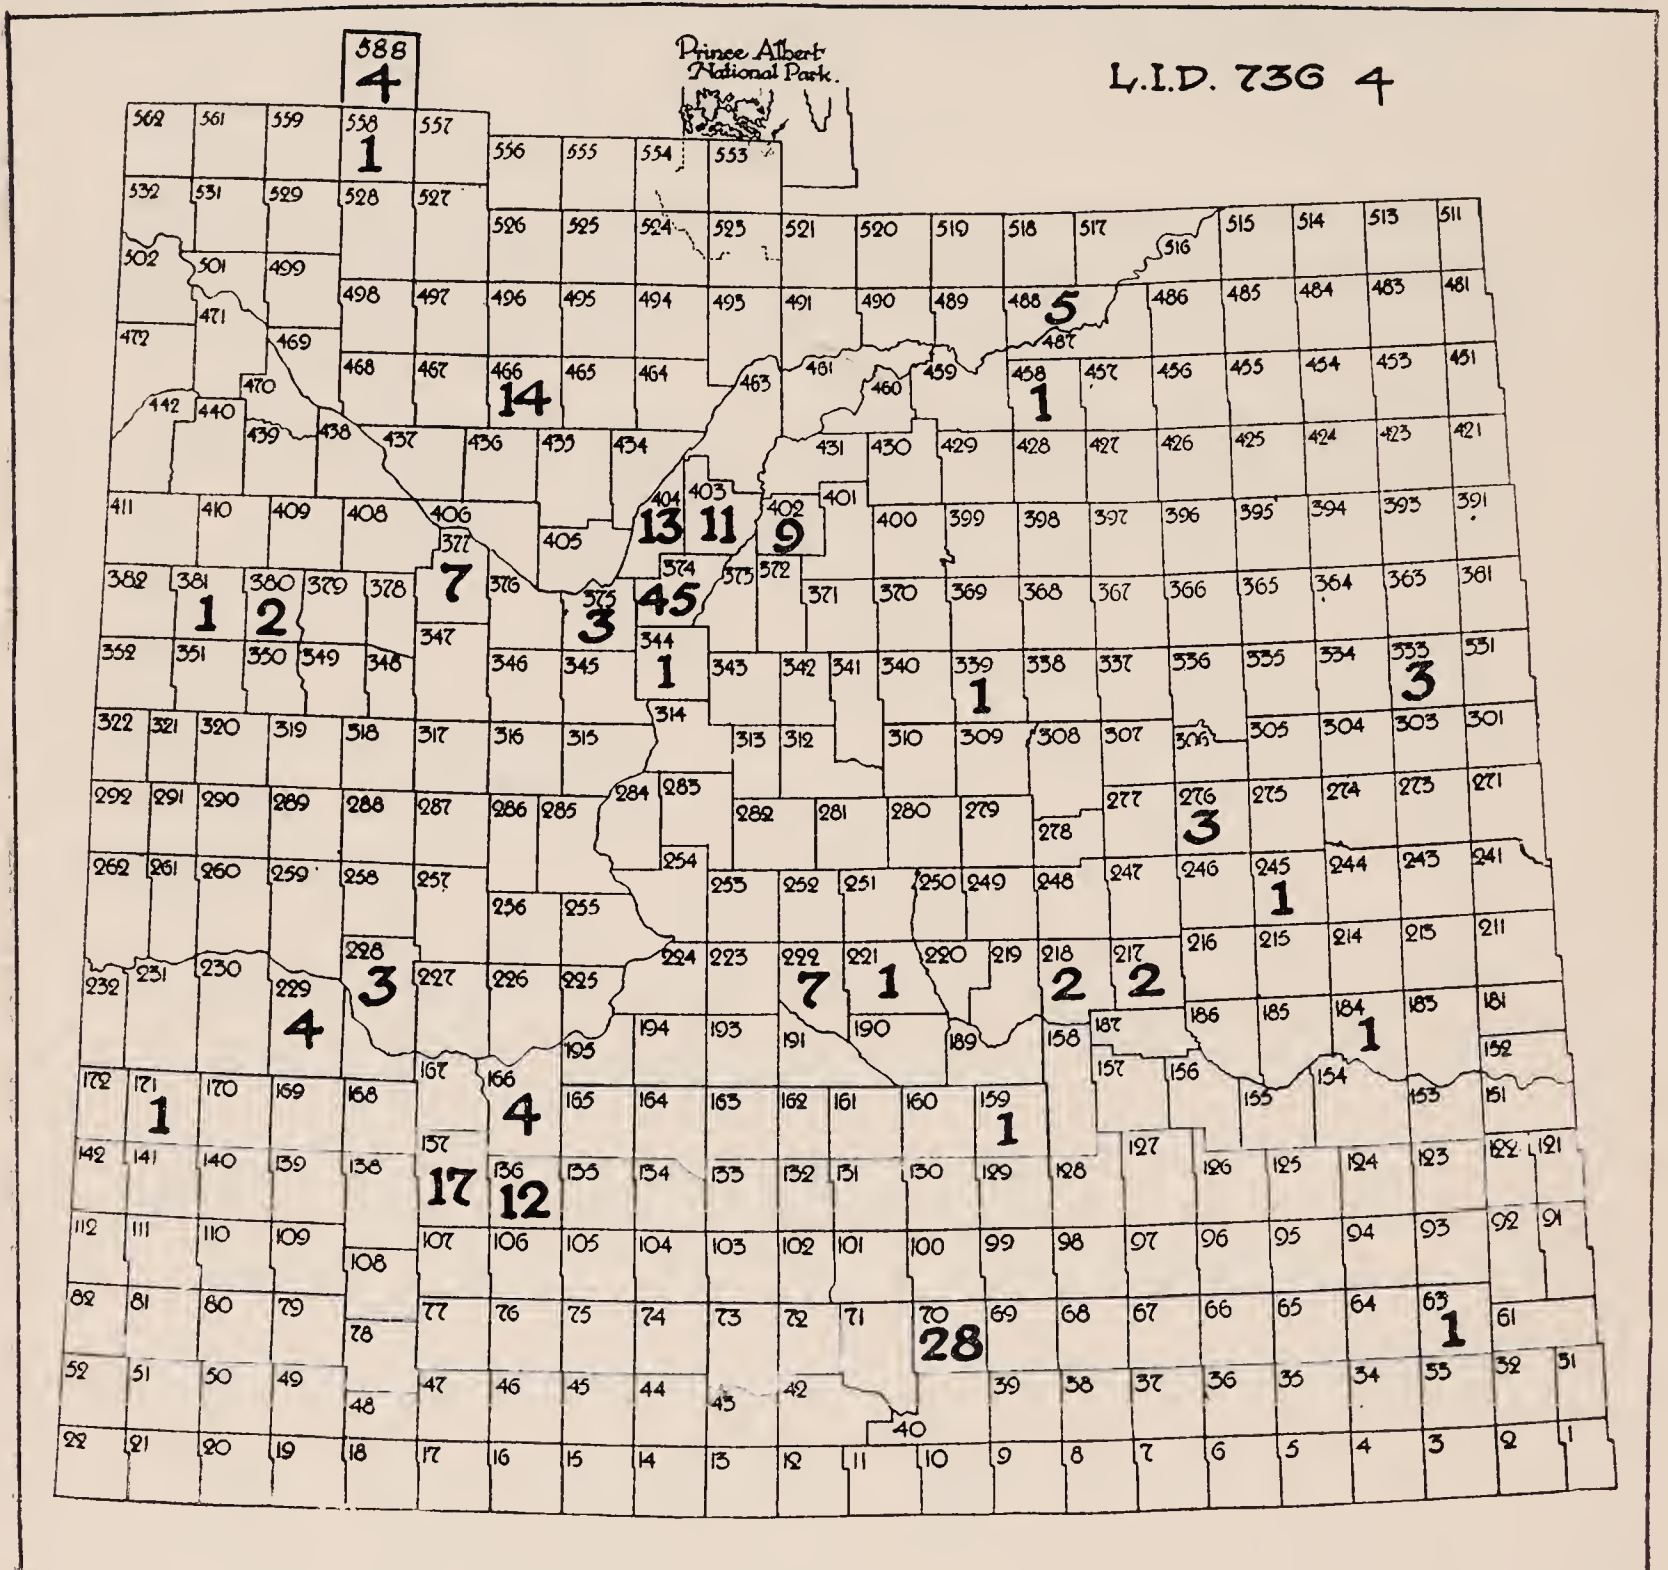 588
4
Prince Albert
National Park.
L.I.D. 73G 4
562 561 559 558 557
1
556 555 554 553
532 531 529 528 527
526 525 524 523 521 520 519 518 517 516 515 514 513 511
502 501 499
498 497 496 495 494 493 491 490 489 488 486 485 484 483 481
5
471
472 469 487
468 467 466 465 464 463 461 460 459 458 457 456 455 454 453 451
470
14 1
442 440 439 438 437 436 435 434 431 430 429 428 427 426 425 424 423 421
411 410 409 408 406 404 403 402 401 400 399 398 397 396 395 394 393 391
13 11 9
377 405
382 381 380 379 378 7 376 375 374 373 372 371 370 369 368 367 366 365 364 363 361
1 2 3 45
352 351 350 349 348 347 346 345 344 343 342 341 340 339 338 337 336 335 334 333 331
1 1 3
314
322 321 320 319 318 317 316 315 313 312 310 309 308 307 306 305 304 303 301
292 291 290 289 288 287 286 285 284 283 282 281 280 279 278 277 276 275 274 273 271
3
254
262 261 260 259 258 257 253 252 251 250 249 248 247 246 245 244 243 241
1
256 255
228 224 223 222 221 220 219 218 217 216 215 214 213 211
232 231 230 229 3 227 226 225 7 1 2 2
4
195 194 193 191 190 189 158 187 186 185 184 183 181
1
152
172 171 170 169 168 167 166 157 156 154
1 4
165 164 163 162 161 160 159 155 153 151
1
137 127
142 141 140 139 138 17 136 135 134 133 132 131 130 129 128 126 125 124 123 122 121
12
112 111 110 109 108 107 106 105 104 103 102 101 100 99 98 97 96 95 94 93 92 91
82 81 80 79 78 77 76 75 74 73 72 71 70 69 68 67 66 65 64 63 61
28 1
52 51 50 49 48 47 46 45 44 43 42 39 38 37 36 35 34 33 32 31
40
22 21 20 19 18 17 16 15 14 13 12 11 10 9 8 7 6 5 4 3 2 1